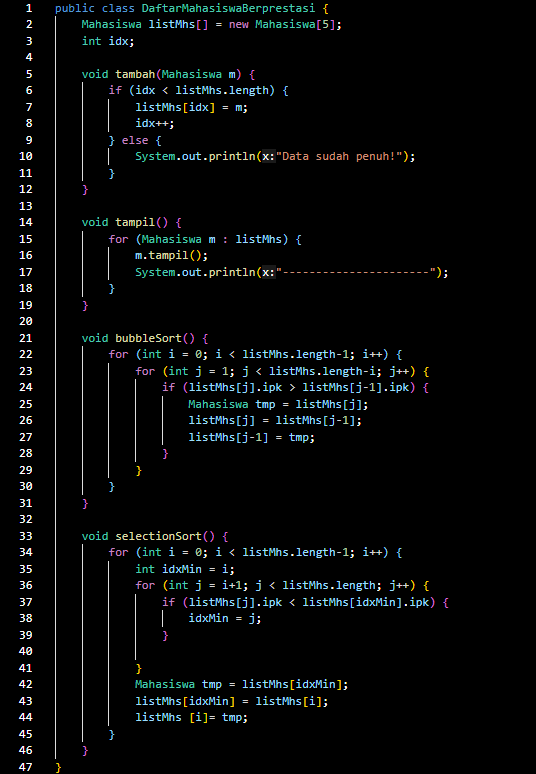 1 public class DaftarMahasiswaBerprestasi {
2     Mahasiswa listMhs[] = new Mahasiswa[5];
3     int idx;
4
5     void tambah(Mahasiswa m) {
6         if (idx < listMhs.length) {
7             listMhs[idx] = m;
8             idx++;
9         } else {
10             System.out.println(x:"Data sudah penuh!");
11         }
12     }
13
14     void tampil() {
15         for (Mahasiswa m : listMhs) {
16             m.tampil();
17             System.out.println(x:"----------------------");
18         }
19     }
20
21     void bubbleSort() {
22         for (int i = 0; i < listMhs.length-1; i++) {
23             for (int j = 1; j < listMhs.length-i; j++) {
24                 if (listMhs[j].ipk > listMhs[j-1].ipk) {
25                     Mahasiswa tmp = listMhs[j];
26                     listMhs[j] = listMhs[j-1];
27                     listMhs[j-1] = tmp;
28                 }
29             }
30         }
31     }
32
33     void selectionSort() {
34         for (int i = 0; i < listMhs.length-1; i++) {
35             int idxMin = i;
36             for (int j = i+1; j < listMhs.length; j++) {
37                 if (listMhs[j].ipk < listMhs[idxMin].ipk) {
38                     idxMin = j;
39                 }
40
41             }
42             Mahasiswa tmp = listMhs[idxMin];
43             listMhs[idxMin] = listMhs[i];
44             listMhs [i]= tmp;
45         }
46     }
47 }